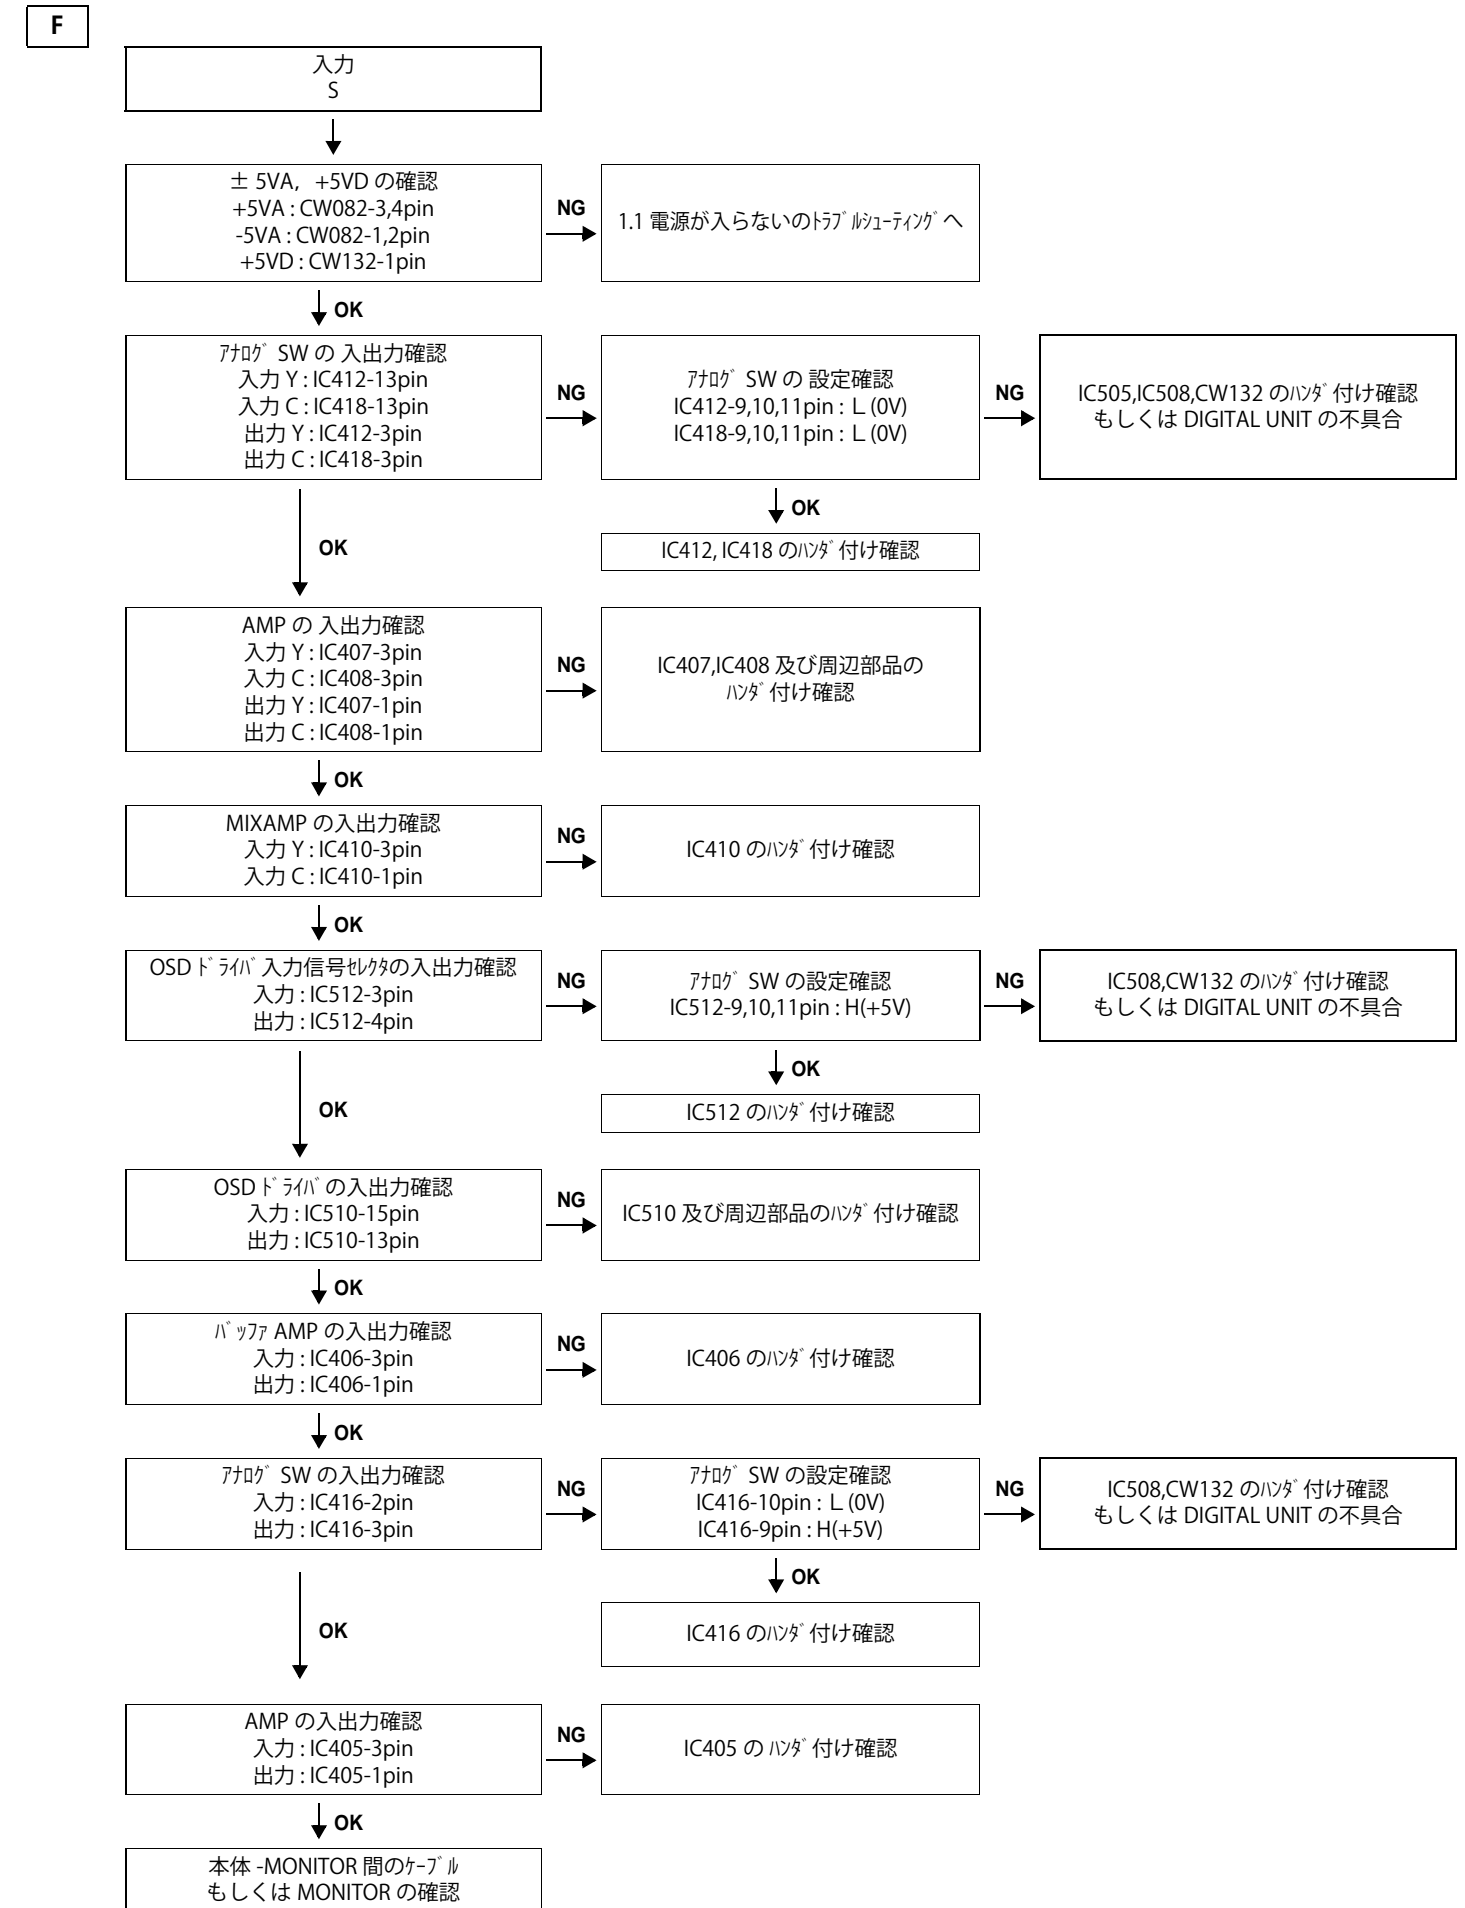 F
入力
S
± 5VA, +5VD の確認
+5VA : CW082-3,4pin
-5VA : CW082-1,2pin
+5VD : CW132-1pin
NG
1.1 電源が入らないのﾄﾗﾌﾞﾙｼｭｰﾃｨﾝｸﾞへ
OK
ｱﾅﾛｸﾞ SW の 入出力確認
入力 Y : IC412-13pin
入力 C : IC418-13pin
出力 Y : IC412-3pin
出力 C : IC418-3pin
NG
ｱﾅﾛｸﾞ SW の 設定確認
IC412-9,10,11pin : L (0V)
IC418-9,10,11pin : L (0V)
NG
IC505,IC508,CW132 のﾊﾝﾀﾞ付け確認
もしくは DIGITAL UNIT の不具合
OK
IC412, IC418 のﾊﾝﾀﾞ付け確認
OK
AMP の 入出力確認
入力 Y : IC407-3pin
入力 C : IC408-3pin
出力 Y : IC407-1pin
出力 C : IC408-1pin
NG
IC407,IC408 及び周辺部品の
ﾊﾝﾀﾞ付け確認
OK
MIXAMP の入出力確認
入力 Y : IC410-3pin
入力 C : IC410-1pin
NG
IC410 のﾊﾝﾀﾞ付け確認
OK
OSDﾄﾞﾗｲﾊﾞ入力信号ｾﾚｸﾀの入出力確認
入力 : IC512-3pin
出力 : IC512-4pin
NG
ｱﾅﾛｸﾞ SW の設定確認
IC512-9,10,11pin : H(+5V)
NG
IC508,CW132 のﾊﾝﾀﾞ付け確認
もしくは DIGITAL UNIT の不具合
OK
IC512 のﾊﾝﾀﾞ付け確認
OK
OSDﾄﾞﾗｲﾊﾞの入出力確認
入力 : IC510-15pin
出力 : IC510-13pin
NG
IC510 及び周辺部品のﾊﾝﾀﾞ付け確認
OK
ﾊﾞｯﾌｧ AMP の入出力確認
入力 : IC406-3pin
出力 : IC406-1pin
NG
IC406 のﾊﾝﾀﾞ付け確認
OK
ｱﾅﾛｸﾞ SW の入出力確認
入力 : IC416-2pin
出力 : IC416-3pin
NG
ｱﾅﾛｸﾞ SW の設定確認
IC416-10pin : L (0V)
IC416-9pin : H(+5V)
NG
IC508,CW132 のﾊﾝﾀﾞ付け確認
もしくは DIGITAL UNIT の不具合
OK
IC416 のﾊﾝﾀﾞ付け確認
OK
AMP の入出力確認
入力 : IC405-3pin
出力 : IC405-1pin
NG
IC405 の ﾊﾝﾀﾞ付け確認
OK
本体 -MONITOR 間のｹｰﾌﾞﾙ
もしくは MONITOR の確認